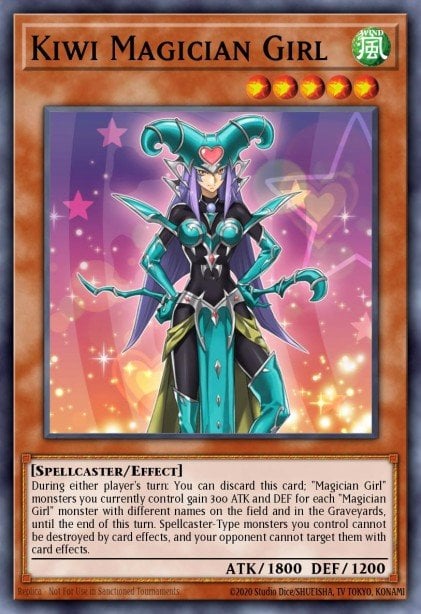 Kiwi Magician Girl
WIND
風
[Spellcaster/Effect]
During either player's turn: You can discard this card; "Magician Girl"
monsters you currently control gain 300 ATK and DEF for each "Magician
Girl" monster with different names on the field and in the Graveyards,
until the end of this turn. Spellcaster-Type monsters you control cannot
be destroyed by card effects, and your opponent cannot target them with
card effects.
ATK/1800 DEF/1200
Replica - Not For Use in Sanctioned Tournaments
©2020 Studio Dice/SHUEISHA, TV TOKYO, KONAMI